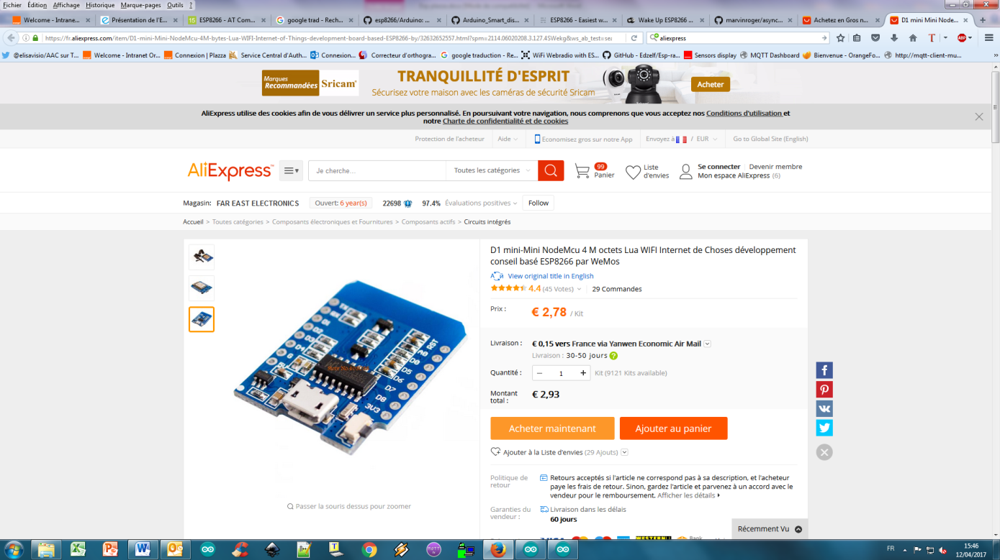 Fichier Édition Affichage Historique Marque-pages Outils ?
Welcome - Intrane...
Présentation de l'E...
ESP8266 - AT Com...
google trad - Rech...
esp8266/Arduino: ...
Arduino_Smart_dis...
ESP8266 - Easiest w...
Wake Up ESP8266 ...
marvinroger/async...
Achetez en Gros n...
D1 mini Mini Node...
https://fr.aliexpress.com/item/D1-mini-Mini-NodeMcu-4M-bytes-Lua-WIFI-Internet-of-Things-development-board-based-ESP8266-by/32632652557.html?spm=2114.06020208.3.127.4SWekg&ws_ab_test=sea
aliexpress
@elisavisio/AAC sur T...
Welcome - Intranet Or...
Connexion | Plazza
Service Central d'Auth...
Connexion...
Correcteur d'orthogra...
google traduction - Re...
WiFi Webradio with ES...
GitHub - Edzelf/Esp-ra...
Sensors display
MQTT Dashboard
Bienvenue - OrangeFo...
http://mqtt-client-mu...
Marques
Recommandées
Sricam
TRANQUILLITÉ D'ESPRIT
Sécurisez votre maison avec les caméras de sécurité Sricam
Acheter
AliExpress utilise des cookies afin de vous délivrer un service plus personnalisé. En poursuivant votre navigation, nous comprenons que vous acceptez nos Conditions d'utilisation et
notre Charte de confidentialité et de cookies
Protection de l'acheteur
Aide
Economisez gros sur notre App
Envoyez à / EUR
Go to Global Site (English)
AliExpress
Je cherche...
Toutes les catégories
99
Panier
Liste
d'envies
Se connecter | Devenir membre
Mon espace AliExpress (6)
Magasin: FAR EAST ELECTRONICS
Ouvert: 6 year(s)
22698
97.4% Évaluations positives
Follow
Accueil > Toutes catégories > Composants électroniques et Fournitures > Composants actifs > Circuits intégrés
D1 mini-Mini NodeMcu 4 M octets Lua WIFI Internet de Choses développement
conseil basé ESP8266 par WeMos
View original title in English
4.4 (45 Votes)
29 Commandes
Prix :
€ 2,78 / Kit
Livraison :
€ 0,15 vers France via Yanwen Economic Air Mail
Livraison : 30-50 jours
Quantité :
1
Kit (9121 Kits available)
Montant
total :
€ 2,93
Acheter maintenant
Ajouter au panier
Ajouter à la Liste d'envies (29 Ajouts)
Politique de
retour
Retours acceptés si l'article ne correspond pas à sa description, et l'acheteur
paye les frais de retour. Sinon, gardez l'article et parvenez à un accord avec le
vendeur pour le remboursement. Afficher les détails
Garanties du
vendeur :
Livraison dans les délais
60 jours
RST
A0
D0
D5
D6
D7
D8
3V3
D1
D2
D3
D4
G
Passer la souris dessus pour zoomer
Récemment Vu
FR
15:46
12/04/2017